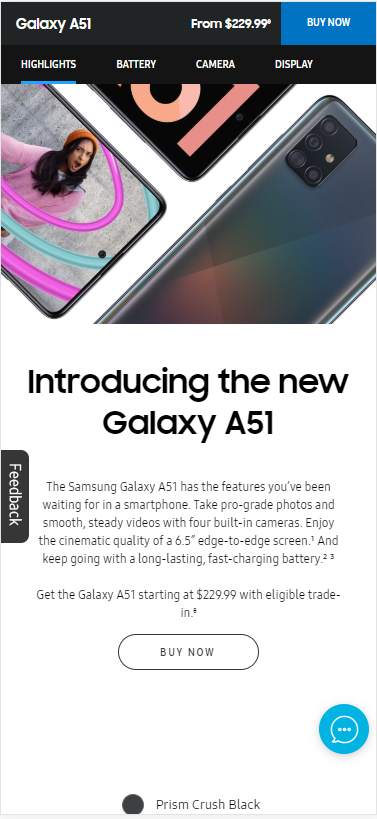 Galaxy A51
From $229.99⁸
BUY NOW
HIGHLIGHTS
BATTERY
CAMERA
DISPLAY
Introducing the new
Galaxy A51
Feedback
The Samsung Galaxy A51 has the features you've been
waiting for in a smartphone. Take pro-grade photos and
smooth, steady videos with four built-in cameras. Enjoy
the cinematic quality of a 6.5" edge-to-edge screen.¹ And
keep going with a long-lasting, fast-charging battery.² ³
Get the Galaxy A51 starting at $229.99 with eligible trade-
in.⁸
BUY NOW
Prism Crush Black